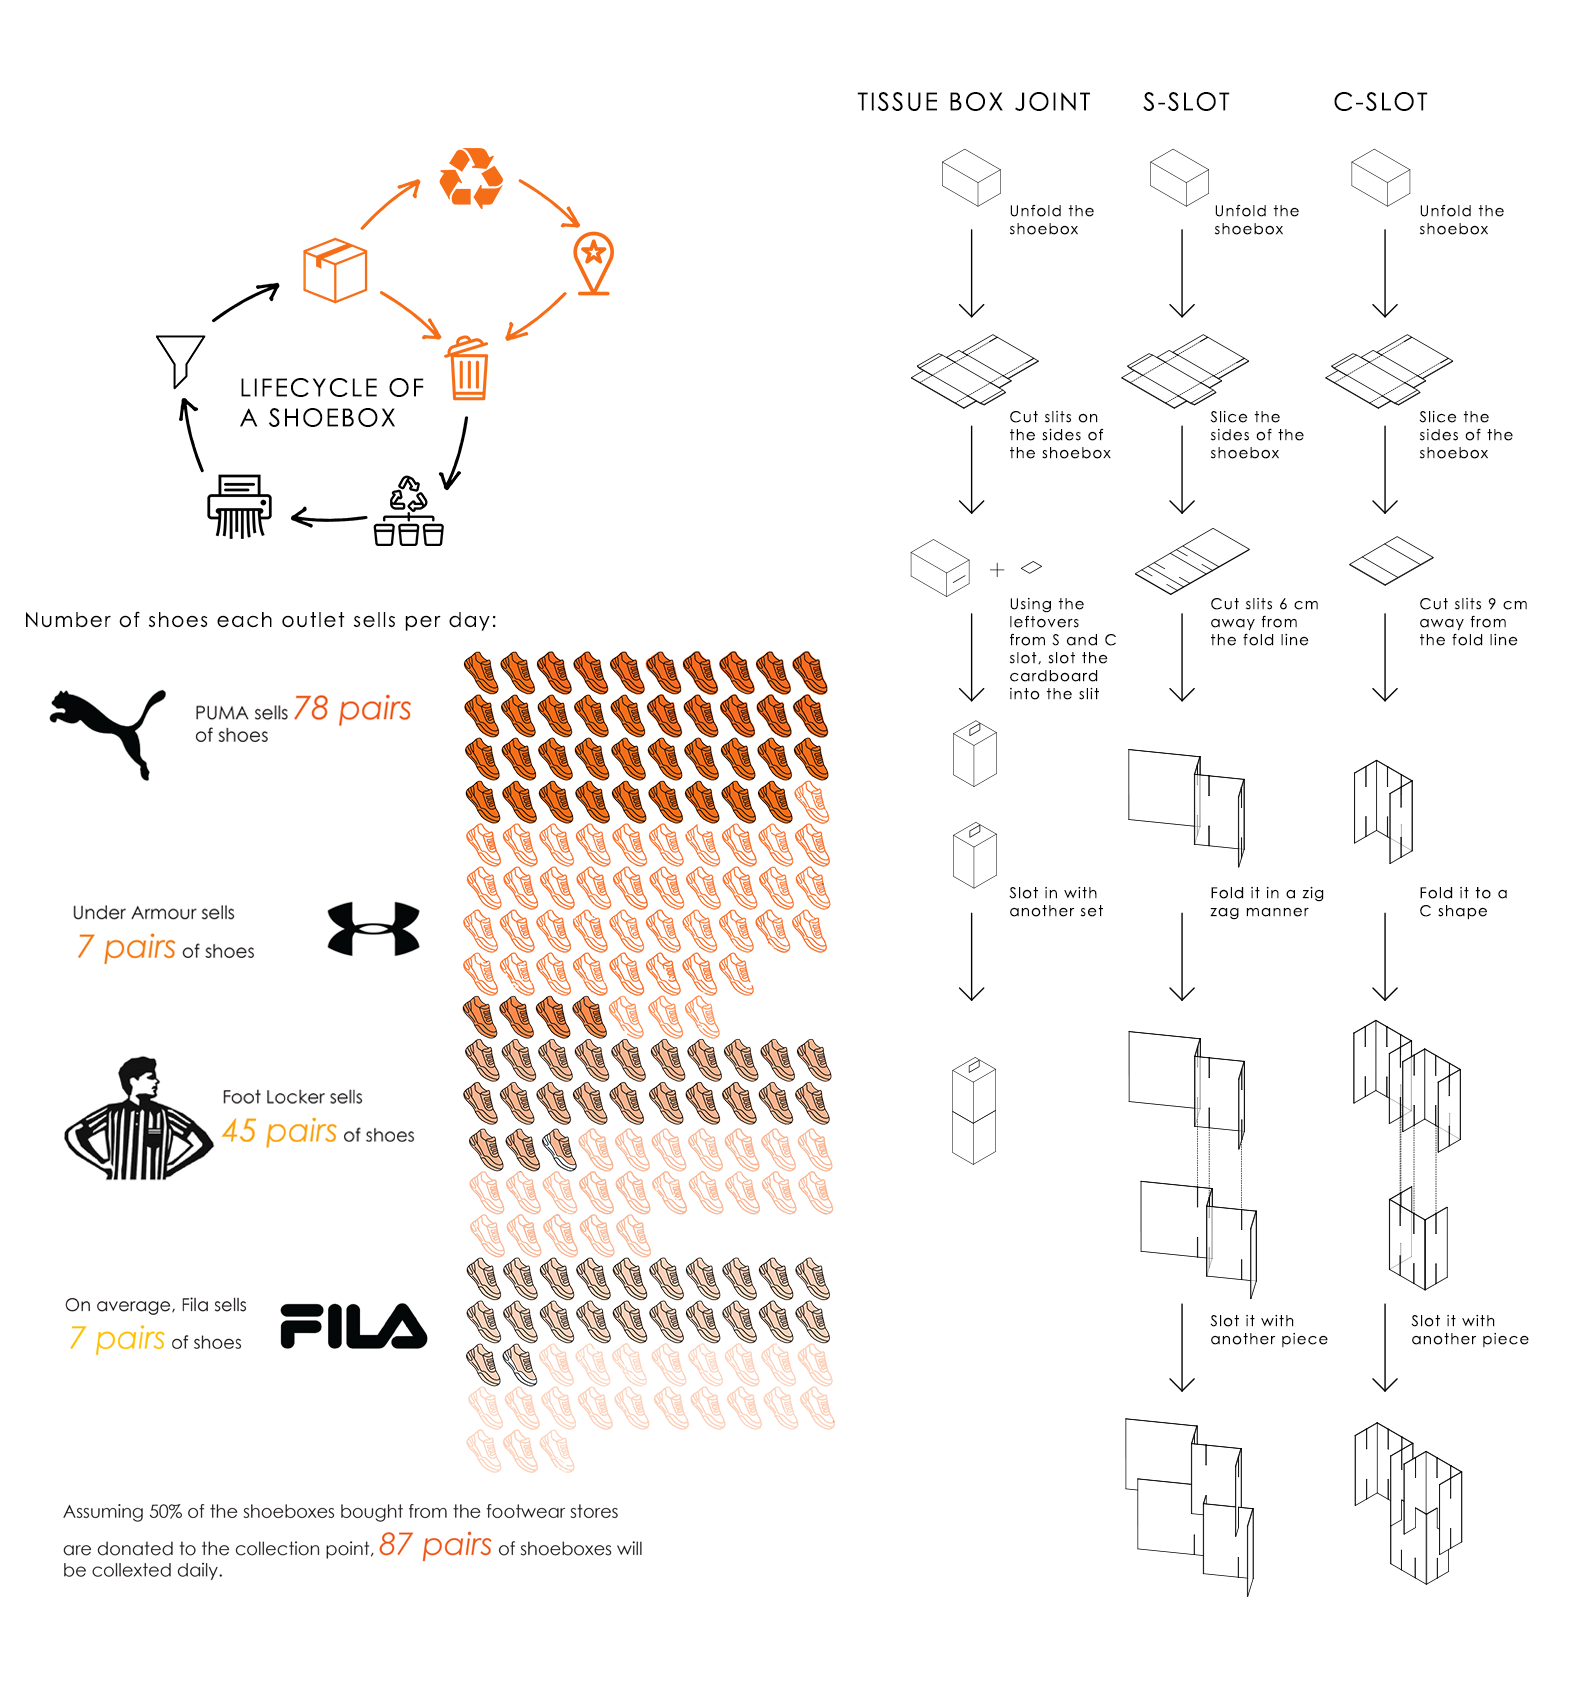 LIFECYCLE OF
A SHOEBOX
Number of shoes each outlet sells per day:
PUMA sells 78 pairs
of shoes
Under Armour sells
7 pairs of shoes
Foot Locker sells
45 pairs of shoes
On average, Fila sells
7 pairs of shoes
FILA
Assuming 50% of the shoeboxes bought from the footwear stores
are donated to the collection point, 87 pairs of shoeboxes will
be collexted daily.
TISSUE BOX JOINT
Unfold the
shoebox
Cut slits on
the sides of
the shoebox
Using the
leftovers
from S and C
slot, slot the
cardboard
into the slit
Slot in with
another set
S-SLOT
Unfold the
shoebox
Slice the
sides of the
shoebox
Cut slits 6 cm
away from
the fold line
Fold it in a zig
zag manner
Slot it with
another piece
C-SLOT
Unfold the
shoebox
Slice the
sides of the
shoebox
Cut slits 9 cm
away from
the fold line
Fold it to a
C shape
Slot it with
another piece